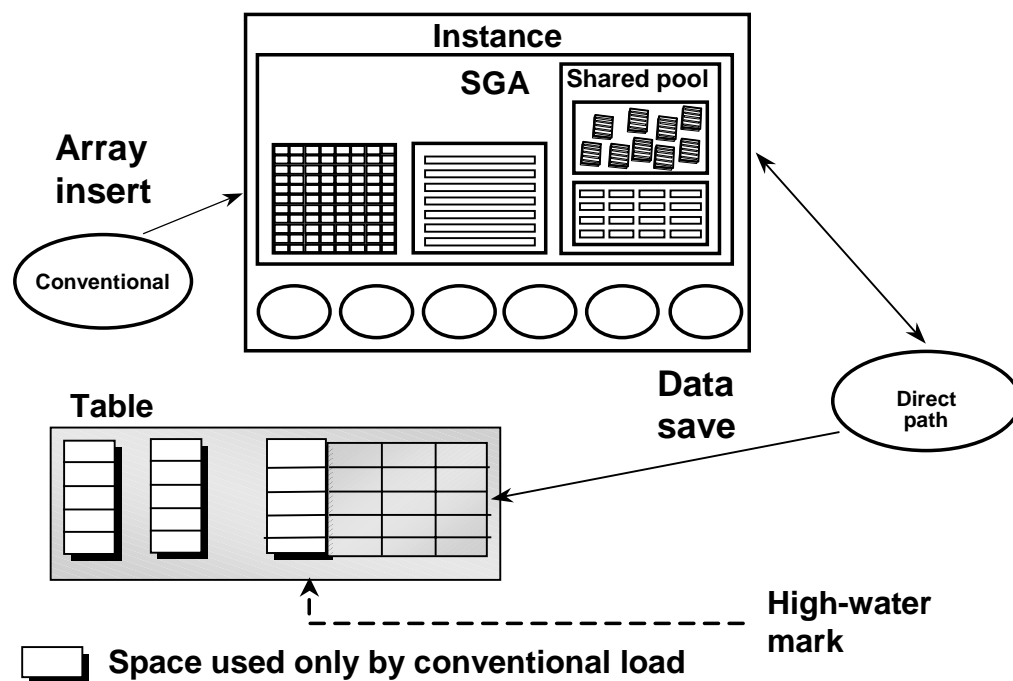 Instance
SGA
Shared pool
Array
insert
Conventional
Data
save
Direct
path
Table
High-water
mark
Space used only by conventional load